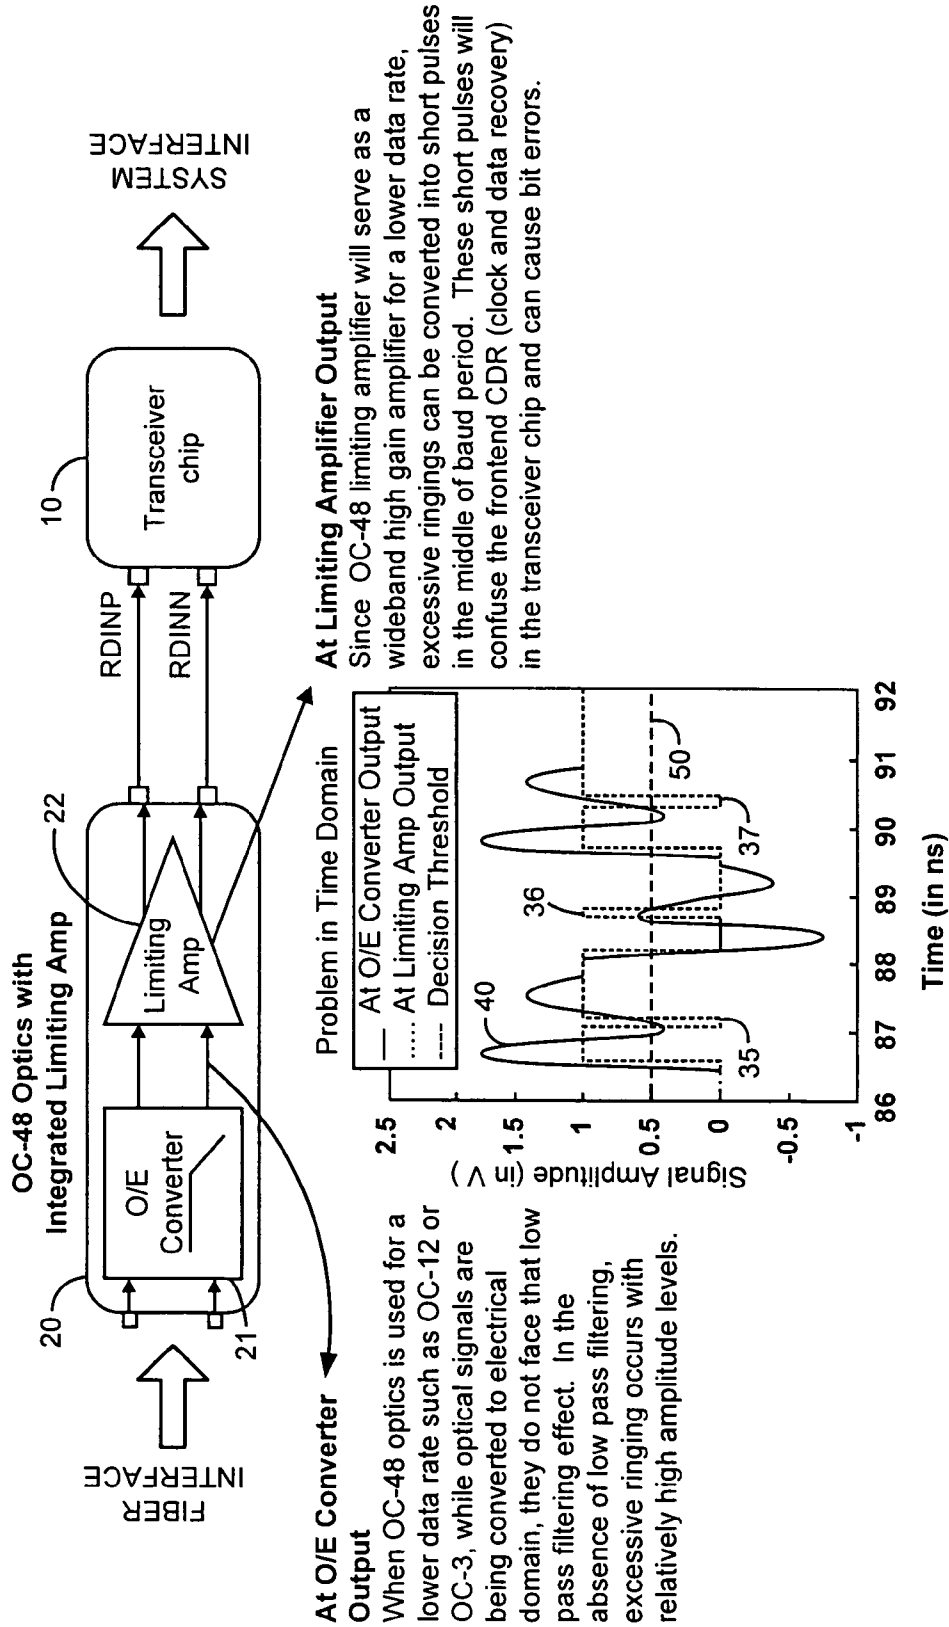 OC-48 Optics with
Integrated Limiting Amp
20
22
10
FIBER
INTERFACE
O/E
Converter
21
Limiting
Amp
RDINP
RDINN
Transceiver
chip
SYSTEM
INTERFACE
At O/E Converter
Output
When OC-48 optics is used for a
lower data rate such as OC-12 or
OC-3, while optical signals are
being converted to electrical
domain, they do not face that low
pass filtering effect. In the
absence of low pass filtering,
excessive ringing occurs with
relatively high amplitude levels.
Problem in Time Domain
At O/E Converter Output
At Limiting Amp Output
Decision Threshold
Signal Amplitude (in V)
2.5
2
1.5
1
0.5
0
-0.5
-1
40
36
35
37
50
86
87
88
89
90
91
92
Time (in ns)
At Limiting Amplifier Output
Since OC-48 limiting amplifier will serve as a
wideband high gain amplifier for a lower data rate,
excessive ringings can be converted into short pulses
in the middle of baud period. These short pulses will
confuse the frontend CDR (clock and data recovery)
in the transceiver chip and can cause bit errors.